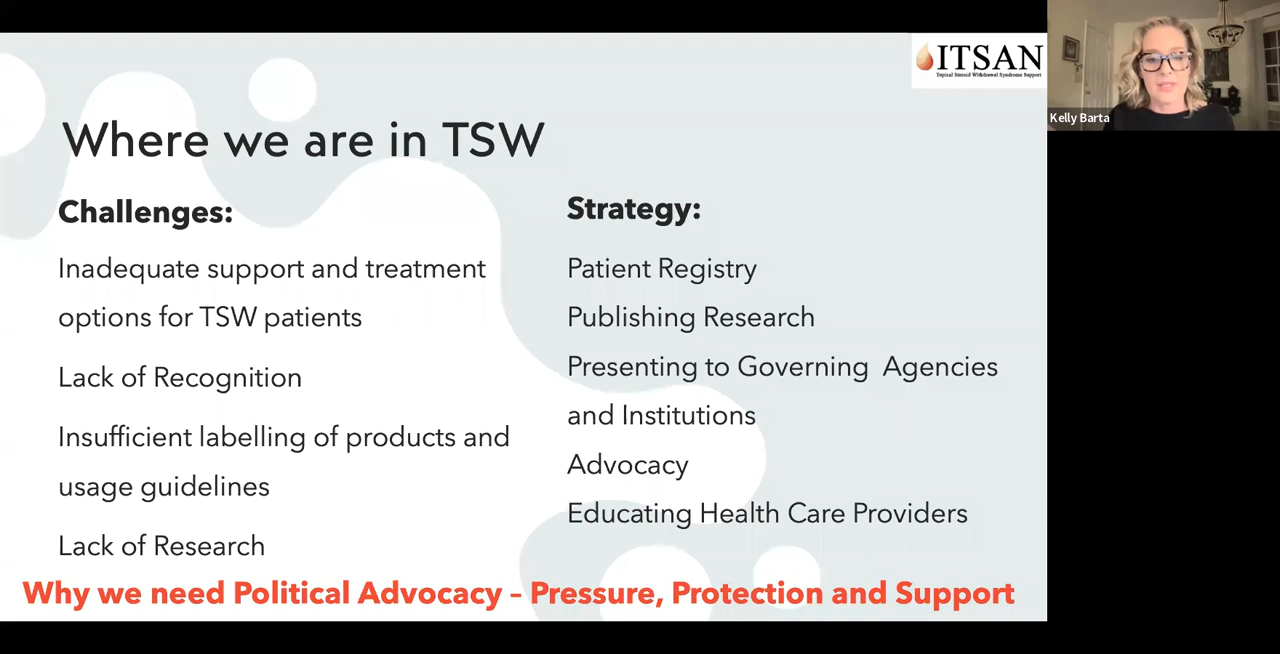 ITSAN
Topical Steroid Withdrawal Syndrome Support
Kelly Barta
Where we are in TSW
Challenges:
Inadequate support and treatment
options for TSW patients
Lack of Recognition
Insufficient labelling of products and
usage guidelines
Lack of Research
Strategy:
Patient Registry
Publishing Research
Presenting to Governing  Agencies
and Institutions
Advocacy
Educating Health Care Providers
Why we need Political Advocacy – Pressure, Protection and Support